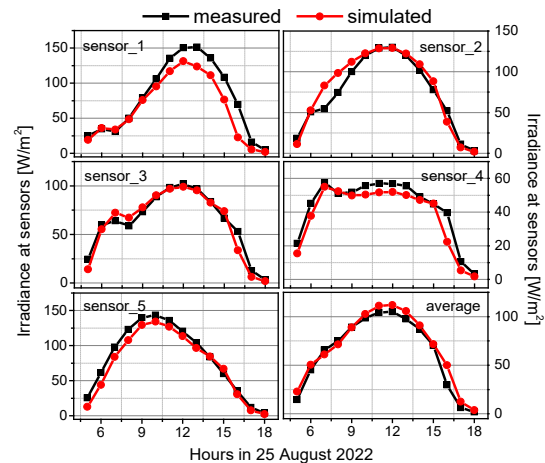 measured simulated
sensor_1
sensor_2
150
100
50
0
150
100
50
0
sensor_3
sensor_4
100
50
0
60
40
20
0
sensor_5
average
150
100
50
0
100
50
0
6 9 12 15 18
6 9 12 15 18
Irradiance at sensors [W/m²]
Irradiance at sensors [W/m²]
Hours in 25 August 2022